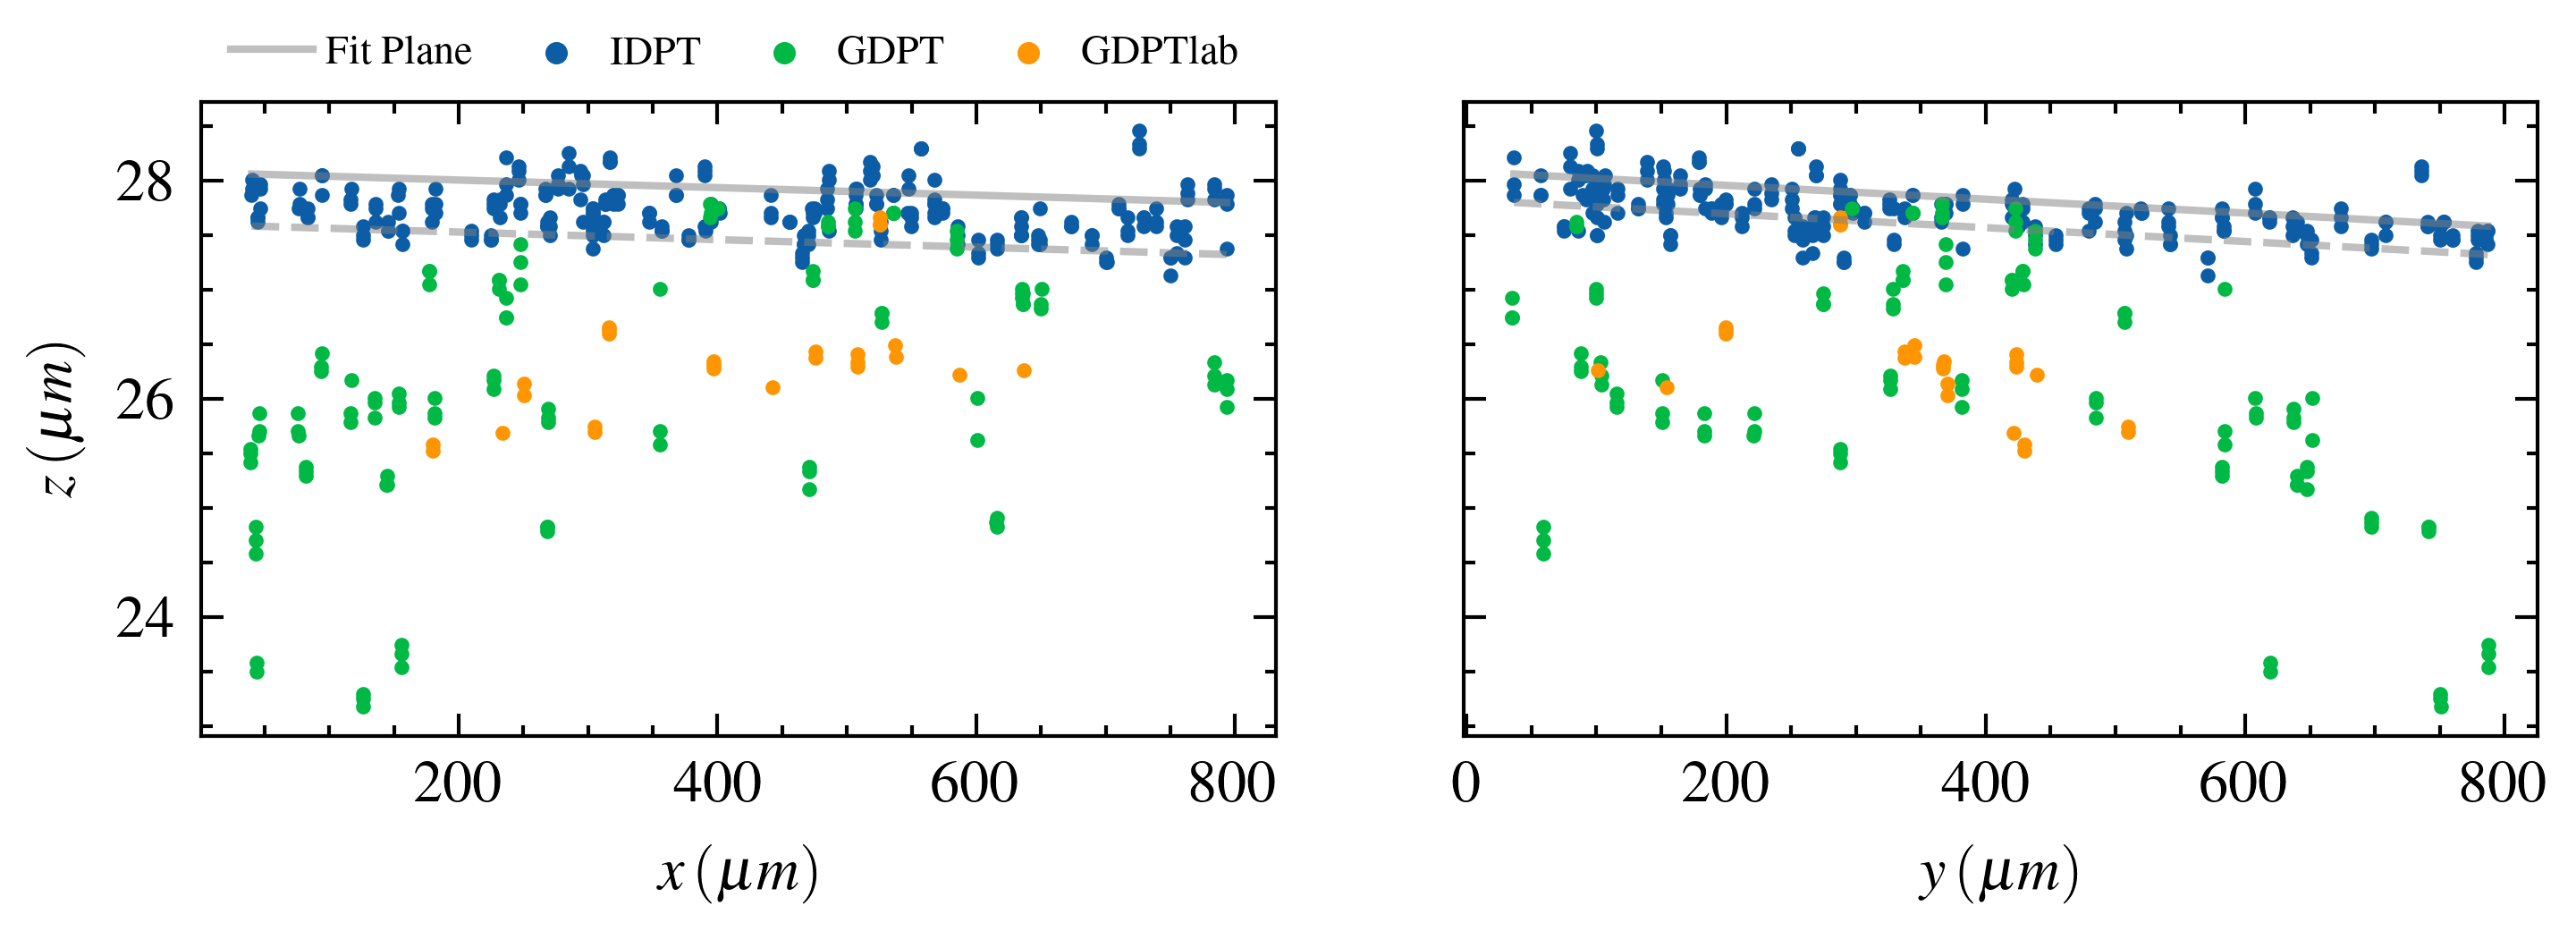 Fit Plane IDPT GDPT GDPTlab
28
26
24
z (μm)
200 400 600 800
x (μm)
0 200 400 600 800
y (μm)